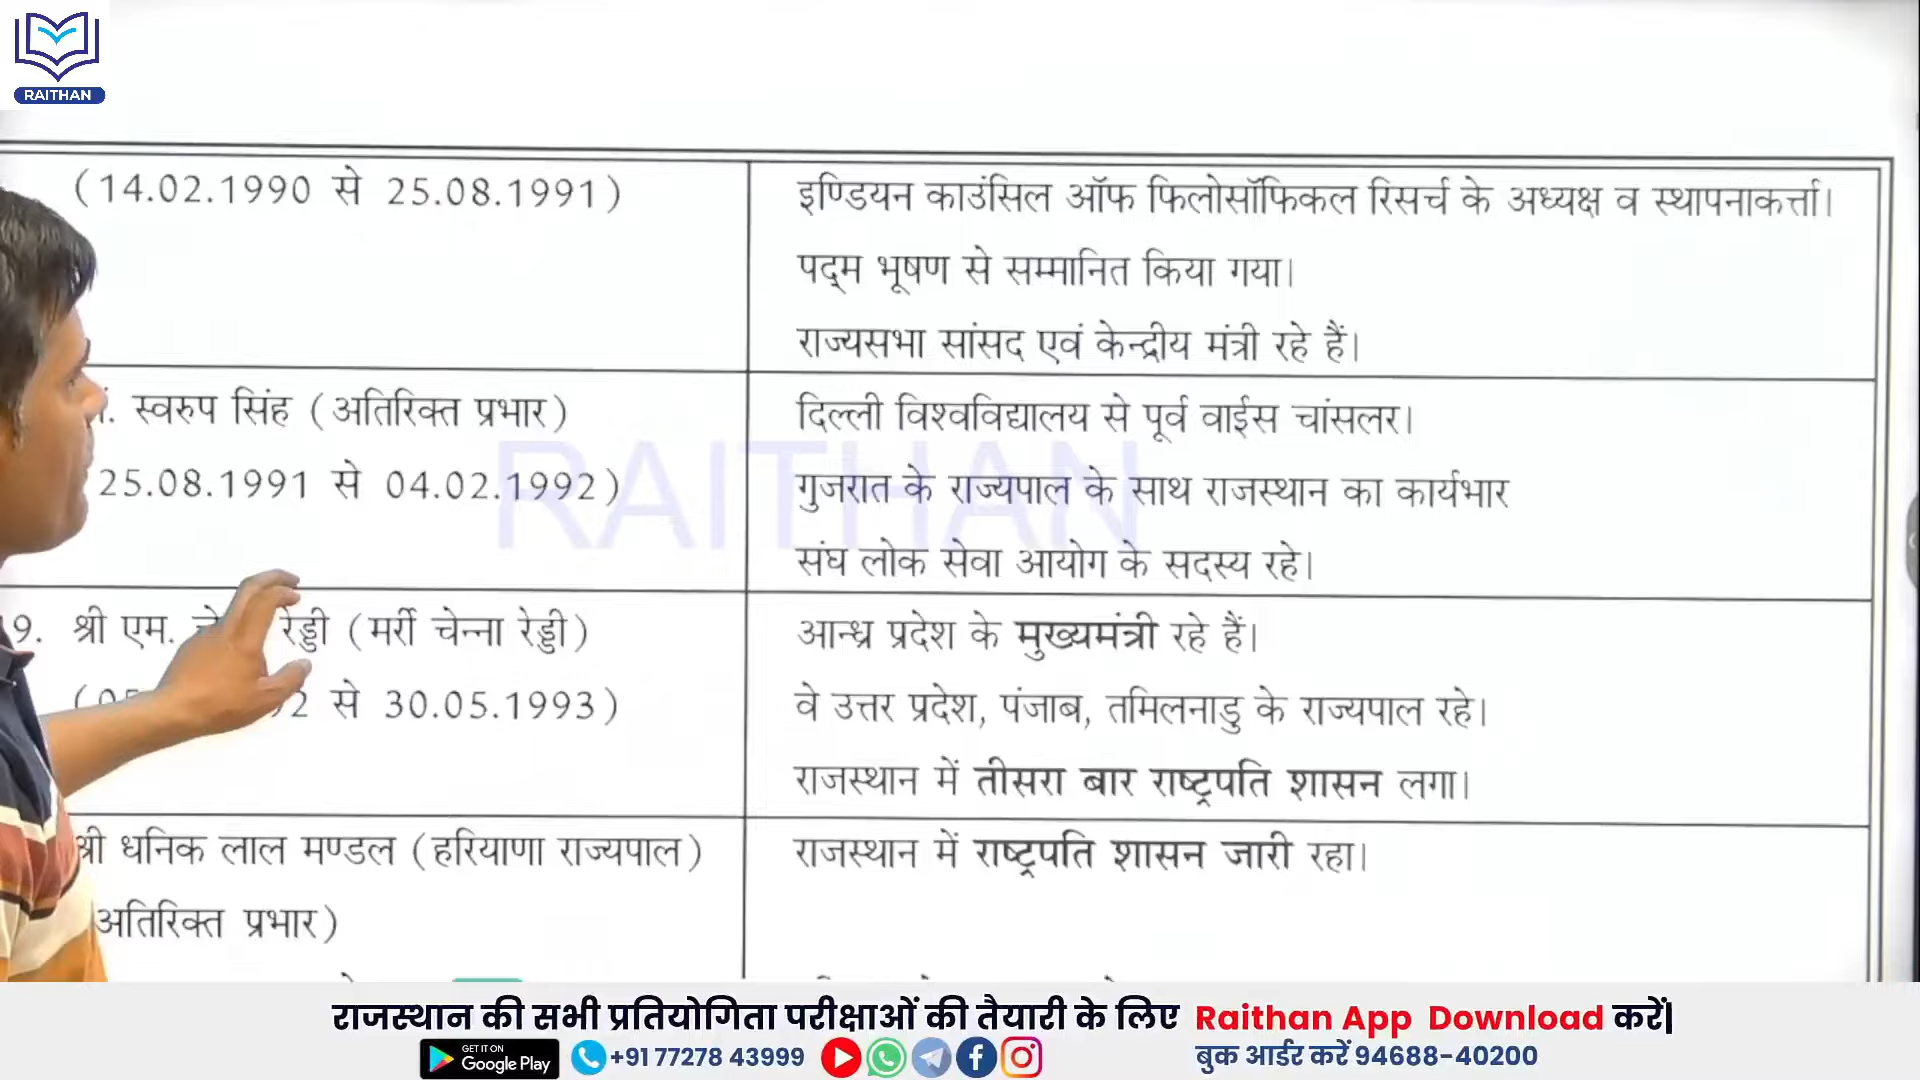 RAITHAN
(14.02.1990 से 25.08.1991)
इण्डियन काउंसिल ऑफ फिलोसॉफिकल रिसर्च के अध्यक्ष व स्थापनाकर्त्ता।
पद्म भूषण से सम्मानित किया गया।
राज्यसभा सांसद एवं केन्द्रीय मंत्री रहे हैं।
स्वरुप सिंह (अतिरिक्त प्रभार)
25.08.1991 से 04.02.1992)
दिल्ली विश्वविद्यालय से पूर्व वाईस चांसलर।
गुजरात के राज्यपाल के साथ राजस्थान का कार्यभार
संघ लोक सेवा आयोग के सदस्य रहे।
RAITHAN
9. श्री एम. रेड्डी (मर्री चेन्ना रेड्डी)
से 30.05.1993)
आन्ध्र प्रदेश के मुख्यमंत्री रहे हैं।
वे उत्तर प्रदेश, पंजाब, तमिलनाडु के राज्यपाल रहे।
राजस्थान में तीसरा बार राष्ट्रपति शासन लगा।
श्री धनिक लाल मण्डल (हरियाणा राज्यपाल)
अतिरिक्त प्रभार)
राजस्थान में राष्ट्रपति शासन जारी रहा।
राजस्थान की सभी प्रतियोगिता परीक्षाओं की तैयारी के लिए Raithan App Download करें|
GET IT ON
Google Play
+91 77278 43999
बुक आर्डर करें 94688-40200